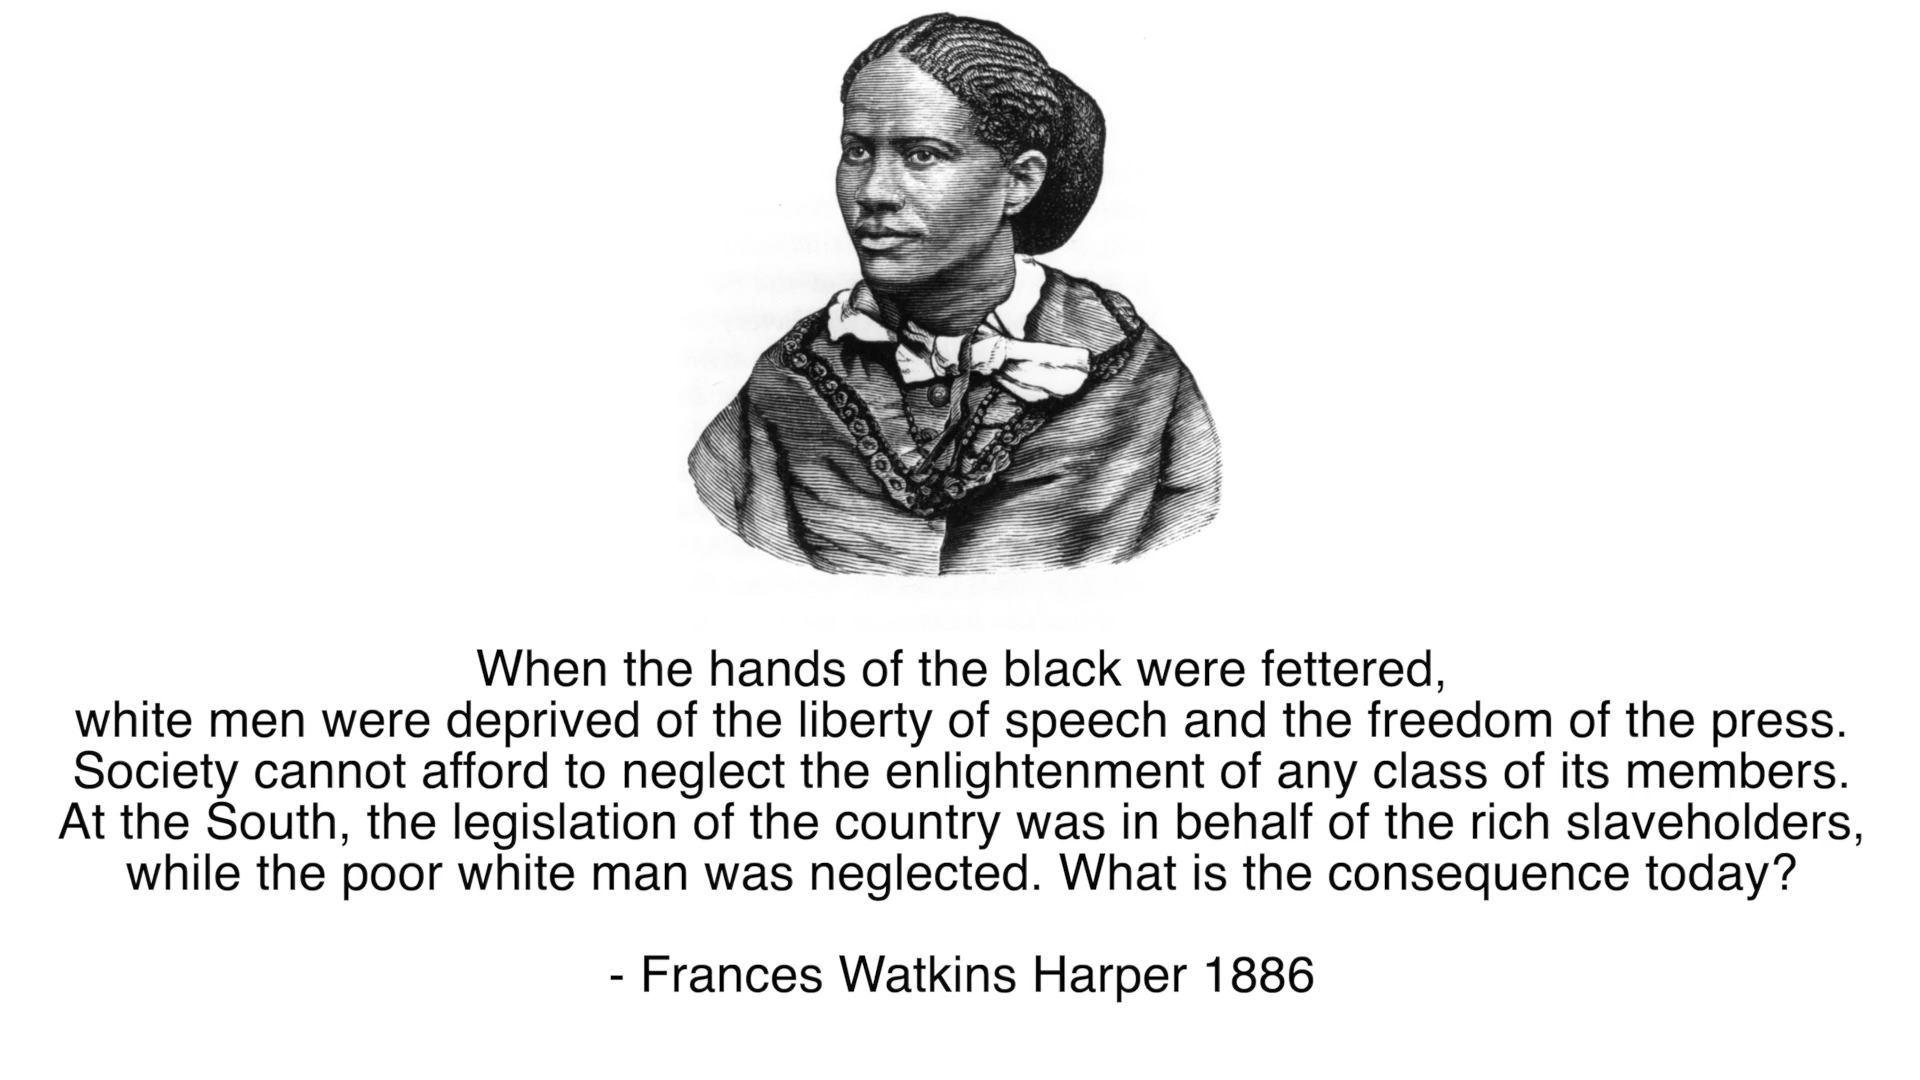 When the hands of the black were fettered,
white men were deprived of the liberty of speech and the freedom of the press.
Society cannot afford to neglect the enlightenment of any class of its members.
At the South, the legislation of the country was in behalf of the rich slaveholders,
while the poor white man was neglected. What is the consequence today?
- Frances Watkins Harper 1886